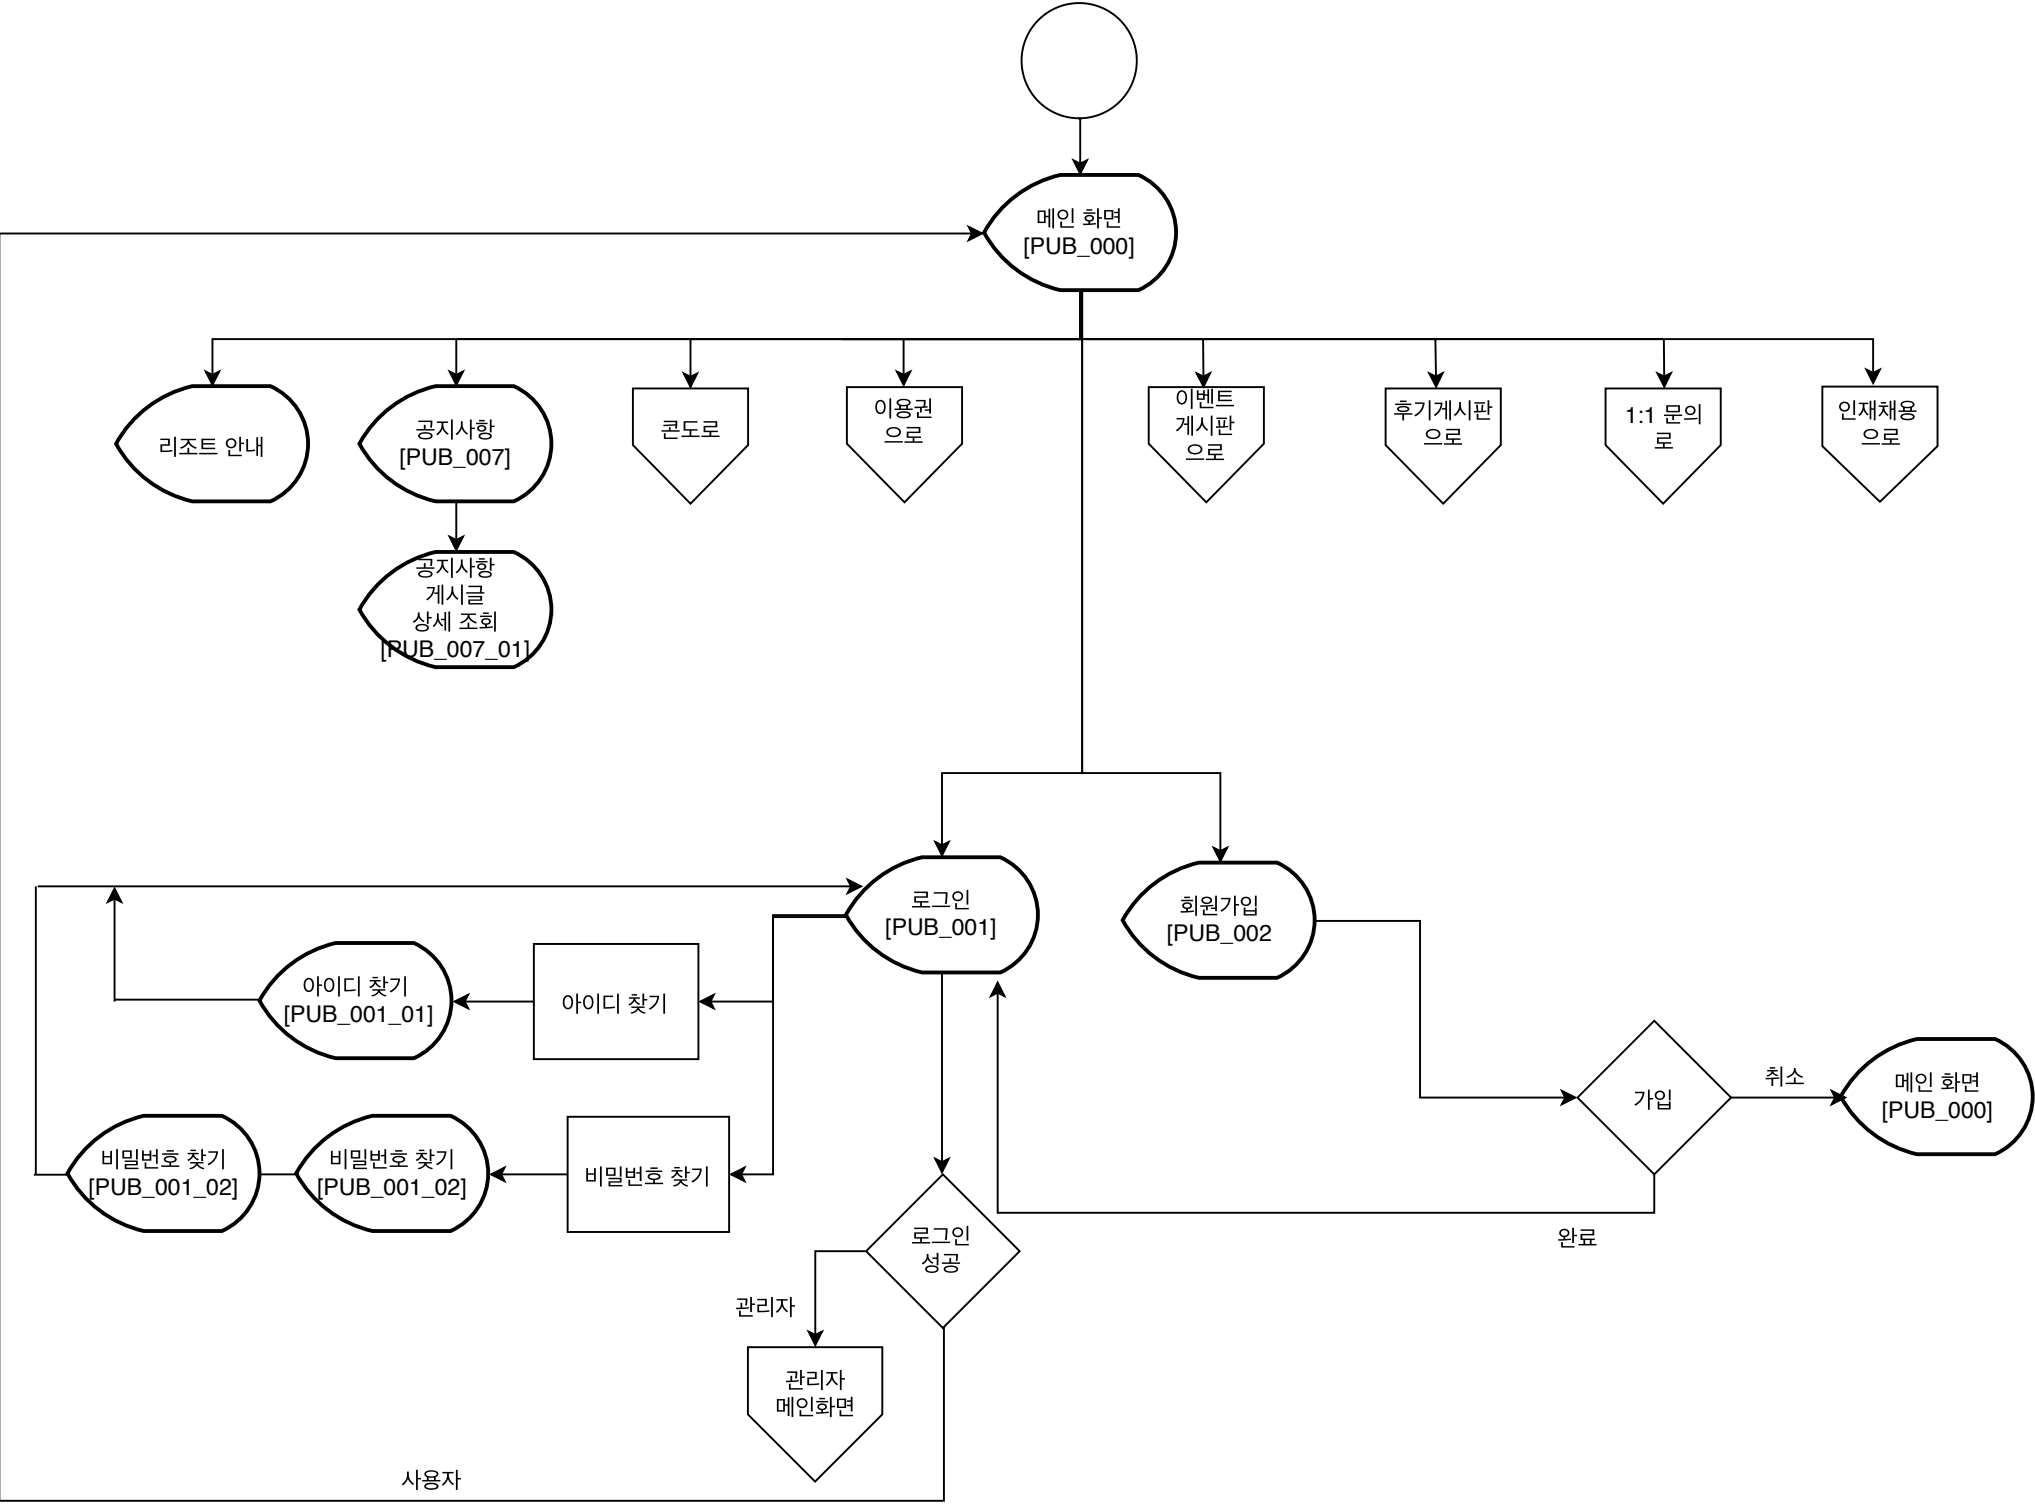 메인 화면
[PUB_000]
리조트 안내
공지사항
[PUB_007]
콘도로
이용권
으로
이벤트
게시판
으로
후기게시판
으로
1:1 문의
로
인재채용
으로
공지사항
게시글
상세 조회
[PUB_007_01]
로그인
[PUB_001]
회원가입
[PUB_002
아이디 찾기
[PUB_001_01]
아이디 찾기
가입
취소
메인 화면
[PUB_000]
비밀번호 찾기
[PUB_001_02]
비밀번호 찾기
[PUB_001_02]
비밀번호 찾기
로그인
성공
완료
관리자
관리자
메인화면
사용자